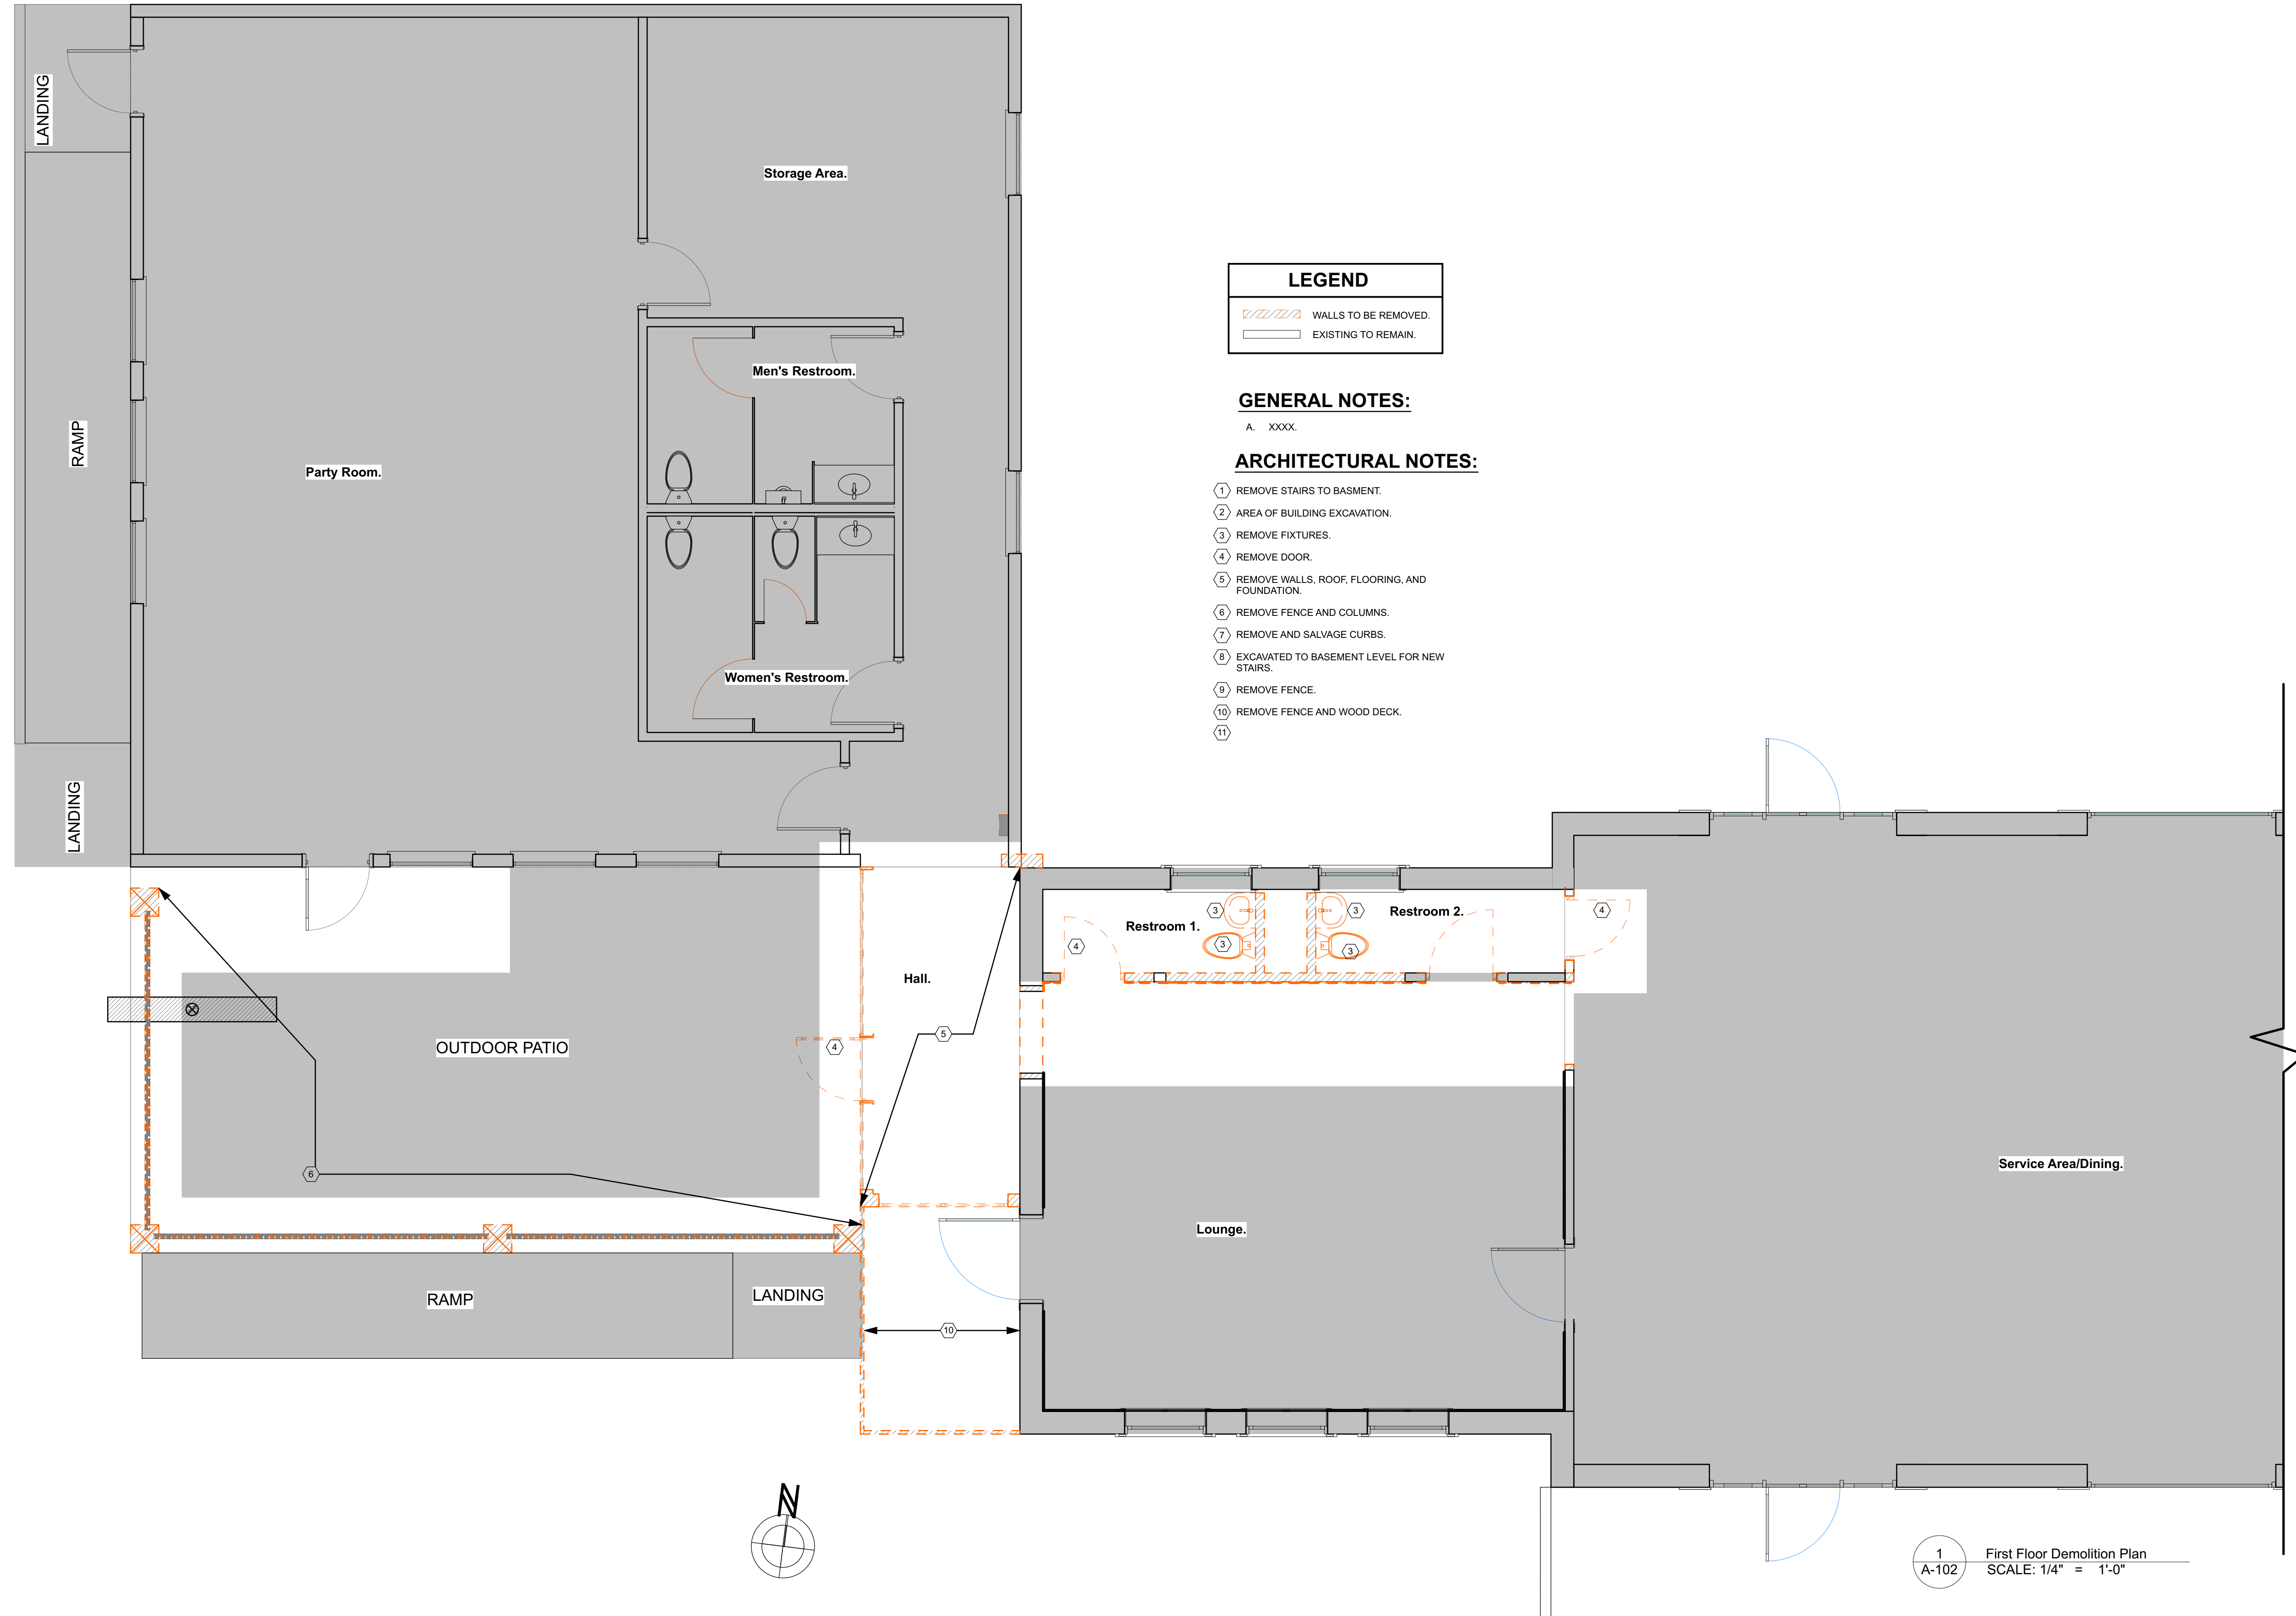 LANDING
RAMP
LANDING
Party Room.
Storage Area.
Men's Restroom.
Women's Restroom.
LEGEND
WALLS TO BE REMOVED.
EXISTING TO REMAIN.
GENERAL NOTES:
A. XXXX.
ARCHITECTURAL NOTES:
1 REMOVE STAIRS TO BASMENT.
2 AREA OF BUILDING EXCAVATION.
3 REMOVE FIXTURES.
4 REMOVE DOOR.
5 REMOVE WALLS, ROOF, FLOORING, AND
FOUNDATION.
6 REMOVE FENCE AND COLUMNS.
7 REMOVE AND SALVAGE CURBS.
8 EXCAVATED TO BASEMENT LEVEL FOR NEW
STAIRS.
9 REMOVE FENCE.
10 REMOVE FENCE AND WOOD DECK.
11
3
3
Restroom 2.
4
Restroom 1.
4
3
3
Hall.
5
OUTDOOR PATIO
4
6
Service Area/Dining.
Lounge.
RAMP
LANDING
10
N
1
A-102
First Floor Demolition Plan
SCALE: 1/4" = 1'-0"